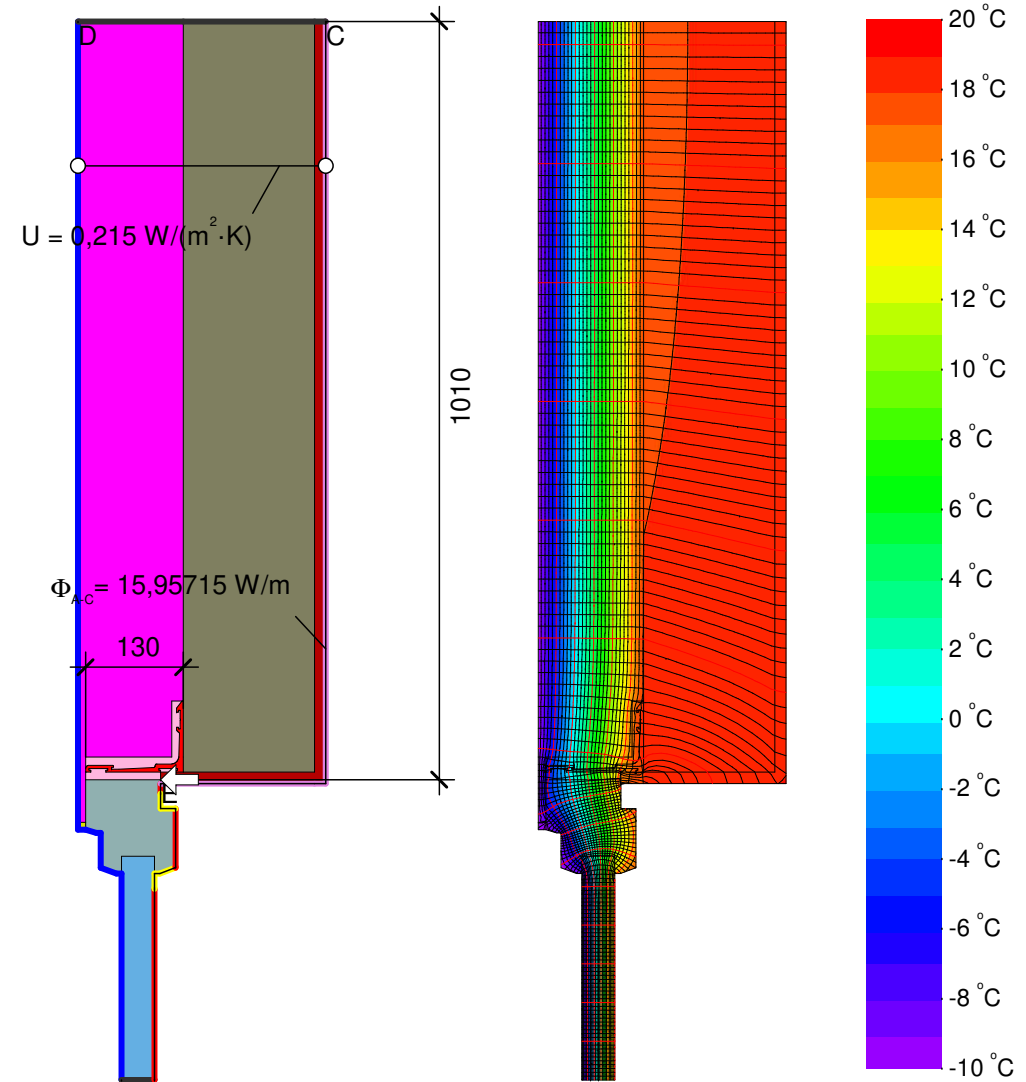 D
C
U = 0,215 W/(m²·K)
1010
Φ_A-C = 15,95715 W/m
130
E
20 °C
18 °C
16 °C
14 °C
12 °C
10 °C
8 °C
6 °C
4 °C
2 °C
0 °C
-2 °C
-4 °C
-6 °C
-8 °C
-10 °C